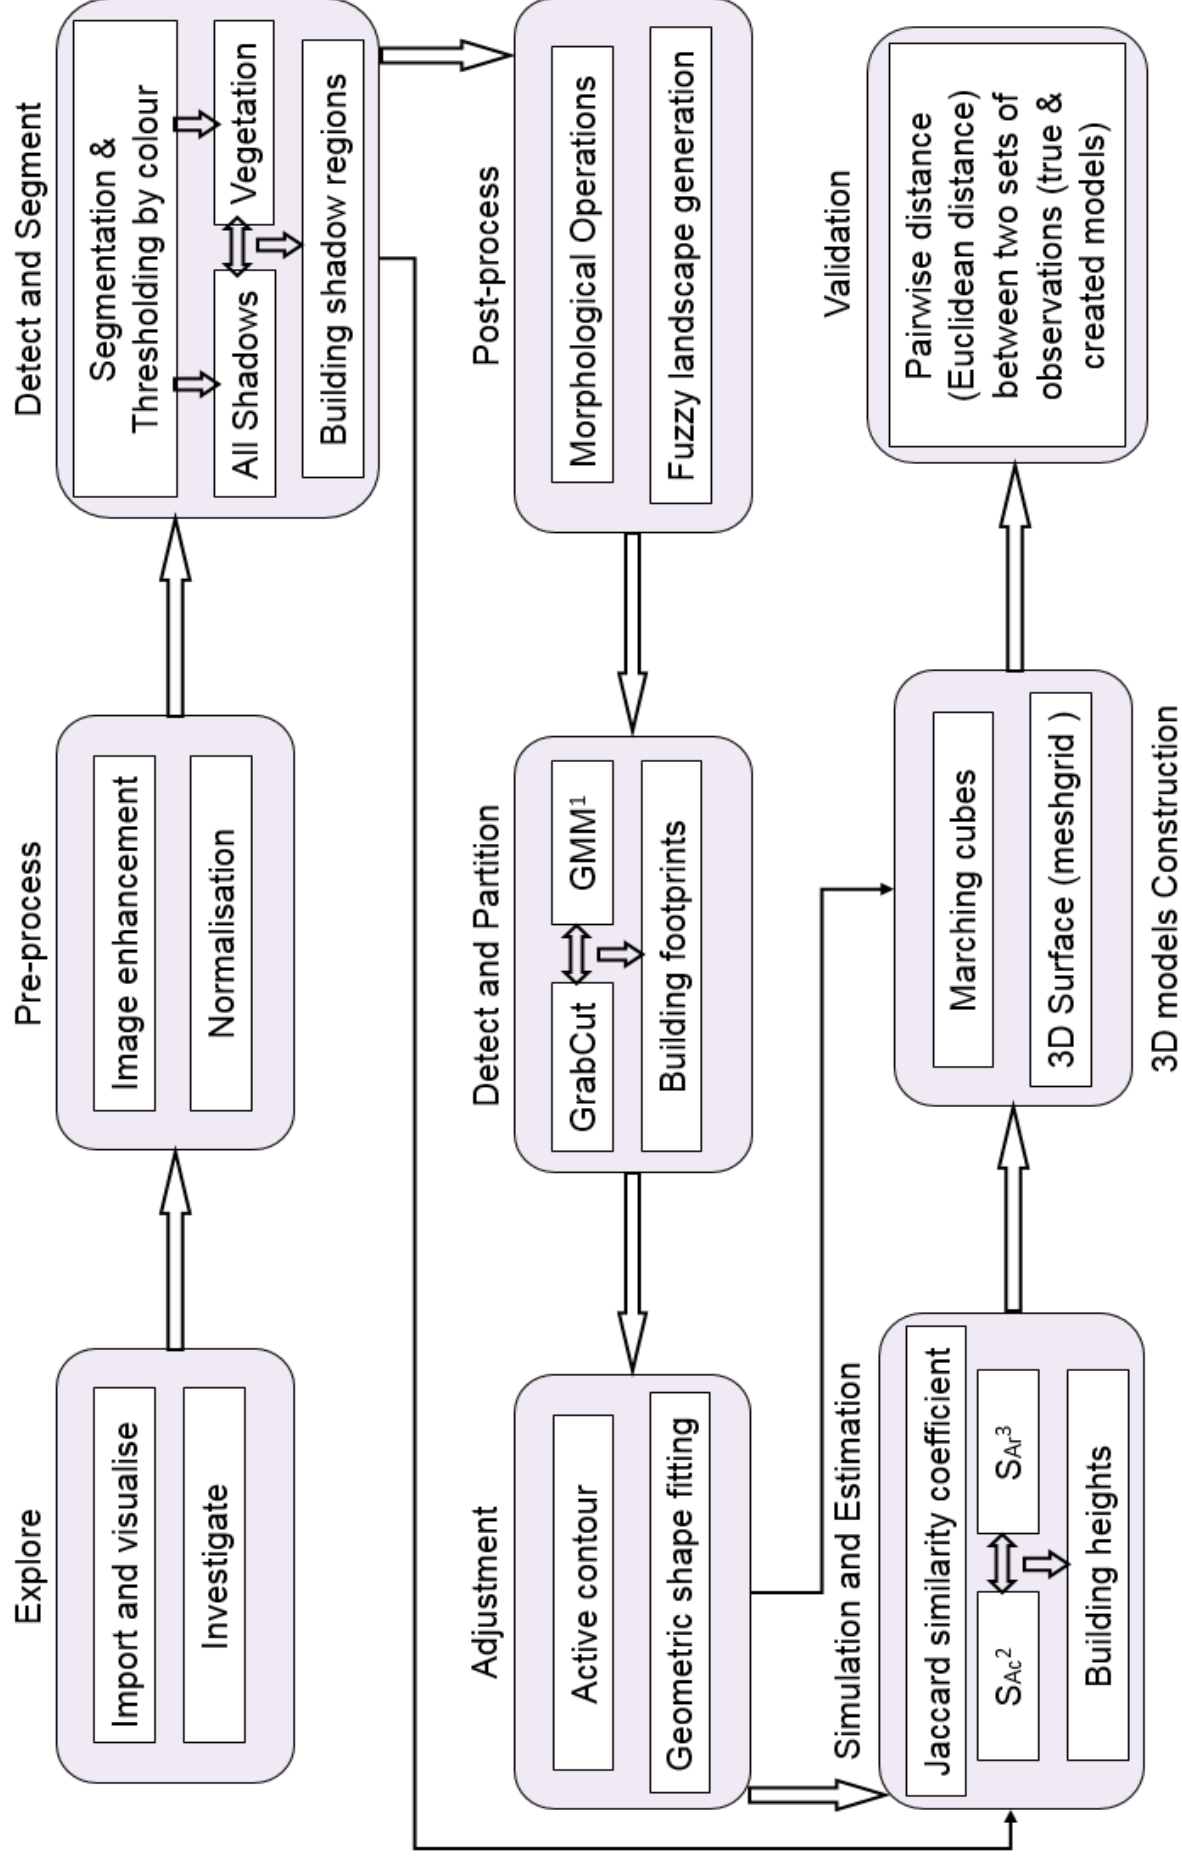 Explore
Import and visualise
Investigate
Pre-process
Image enhancement
Normalisation
Detect and Segment
Segmentation &
Thresholding by colour
All Shadows
Vegetation
Building shadow regions
Post-process
Morphological Operations
Fuzzy landscape generation
Detect and Partition
GrabCut
GMM¹
Building footprints
Adjustment
Active contour
Geometric shape fitting
Simulation and Estimation
Jaccard similarity coefficient
SAc²
SAr³
Building heights
Marching cubes
3D Surface (meshgrid )
3D models Construction
Validation
Pairwise distance
(Euclidean distance)
between two sets of
observations (true &
created models)